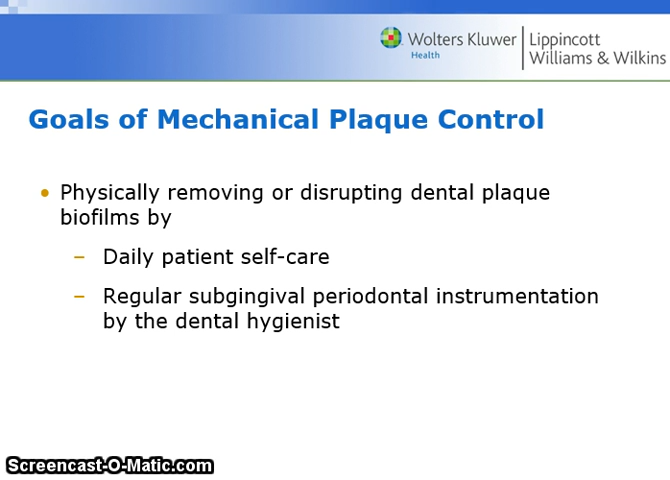 Wolters Kluwer
Health
Lippincott
Williams & Wilkins
Goals of Mechanical Plaque Control
• Physically removing or disrupting dental plaque
biofilms by
– Daily patient self-care
– Regular subgingival periodontal instrumentation
by the dental hygienist
Screencast-O-Matic.com